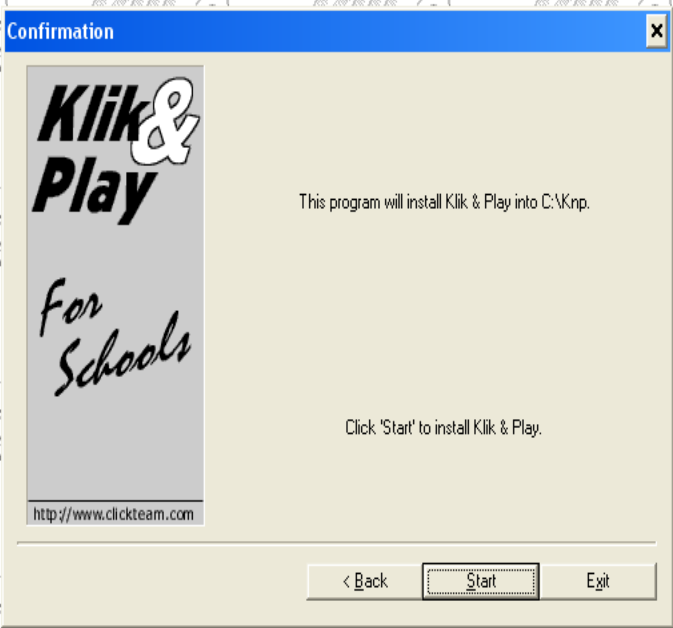 Confirmation
Klik &
Play
For
Schools
http://www.clickteam.com
This program will install Klik & Play into C:\Knp.
Click 'Start' to install Klik & Play.
< Back
Start
Exit